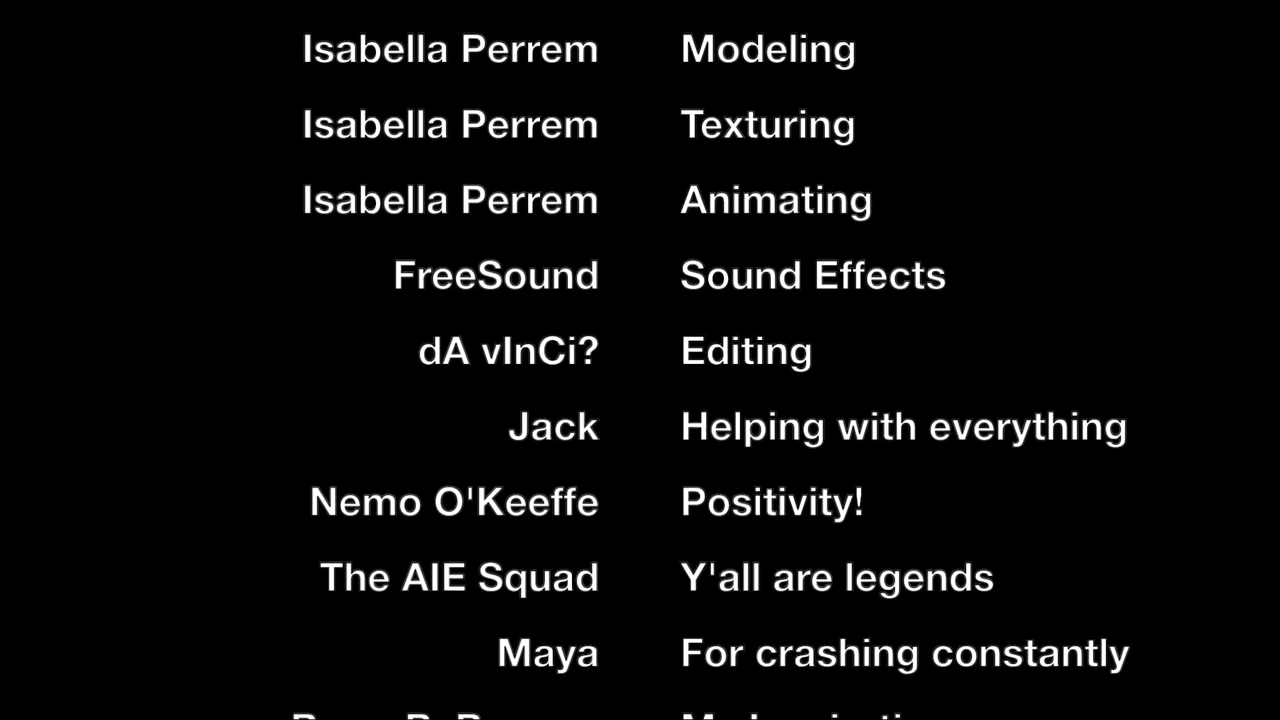 Isabella Perrem Modeling
Isabella Perrem Texturing
Isabella Perrem Animating
FreeSound Sound Effects
dA vInCi? Editing
Jack Helping with everything
Nemo O'Keeffe Positivity!
The AIE Squad Y'all are legends
Maya For crashing constantly